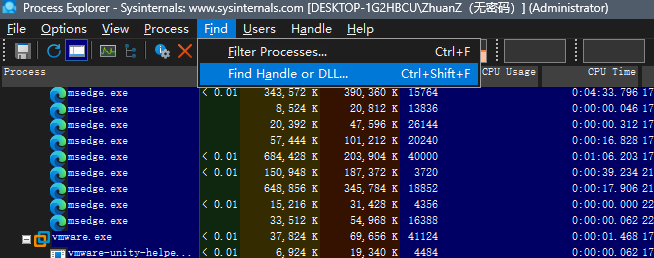 Process Explorer - Sysinternals: www.sysinternals.com [DESKTOP-1G2HBCU\ZhuanZ（无密码）] (Administrator)
File Options View Process Find Users Handle Help
Filter Processes... Ctrl+F
Find Handle or DLL... Ctrl+Shift+F
Process CPU Usage CPU Time
msedge.exe < 0.01 343,572 K 390,360 K 15764 0:04:33.796 17
msedge.exe 8,524 K 20,812 K 13836 0:00:00.046 17
msedge.exe 20,392 K 47,596 K 26144 0:00:00.312 17
msedge.exe 57,444 K 101,212 K 20240 0:00:16.828 17
msedge.exe < 0.01 684,428 K 203,904 K 40000 0:01:06.203 17
msedge.exe < 0.01 150,948 K 187,372 K 3720 0:00:39.234 21
msedge.exe 648,856 K 345,784 K 18852 0:00:17.906 21
msedge.exe < 0.01 15,216 K 31,428 K 4356 0:00:00.000 22
msedge.exe 33,512 K 54,968 K 16388 0:00:00.062 22
vmware.exe < 0.01 37,824 K 69,656 K 41124 0:00:01.468 17
vmware-unity-helpe... < 0.01 6,924 K 19,340 K 4484 0:00:00.062 17